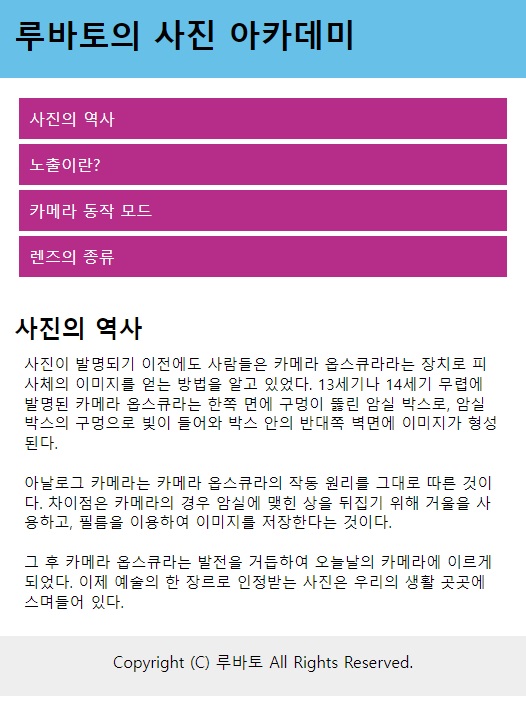 루바토의 사진 아카데미
사진의 역사
노출이란?
카메라 동작 모드
렌즈의 종류
사진의 역사
사진이 발명되기 이전에도 사람들은 카메라 옵스큐라라는 장치로 피
사체의 이미지를 얻는 방법을 알고 있었다. 13세기나 14세기 무렵에
발명된 카메라 옵스큐라는 한쪽 면에 구멍이 뚫린 암실 박스로, 암실
박스의 구멍으로 빛이 들어와 박스 안의 반대쪽 벽면에 이미지가 형성
된다.
아날로그 카메라는 카메라 옵스큐라의 작동 원리를 그대로 따른 것이
다. 차이점은 카메라의 경우 암실에 맺힌 상을 뒤집기 위해 거울을 사
용하고, 필름을 이용하여 이미지를 저장한다는 것이다.
그 후 카메라 옵스큐라는 발전을 거듭하여 오늘날의 카메라에 이르게
되었다. 이제 예술의 한 장르로 인정받는 사진은 우리의 생활 곳곳에
스며들어 있다.
Copyright (C) 루바토 All Rights Reserved.